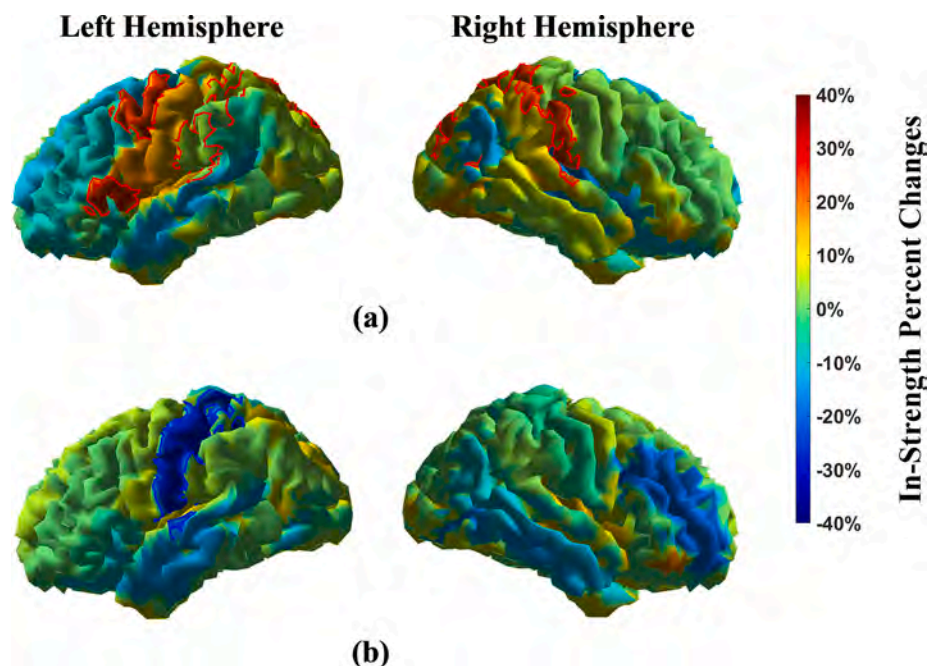 Left Hemisphere
Right Hemisphere
40%
30%
20%
10%
0%
-10%
-20%
-30%
-40%
In-Strength Percent Changes
(a)
(b)